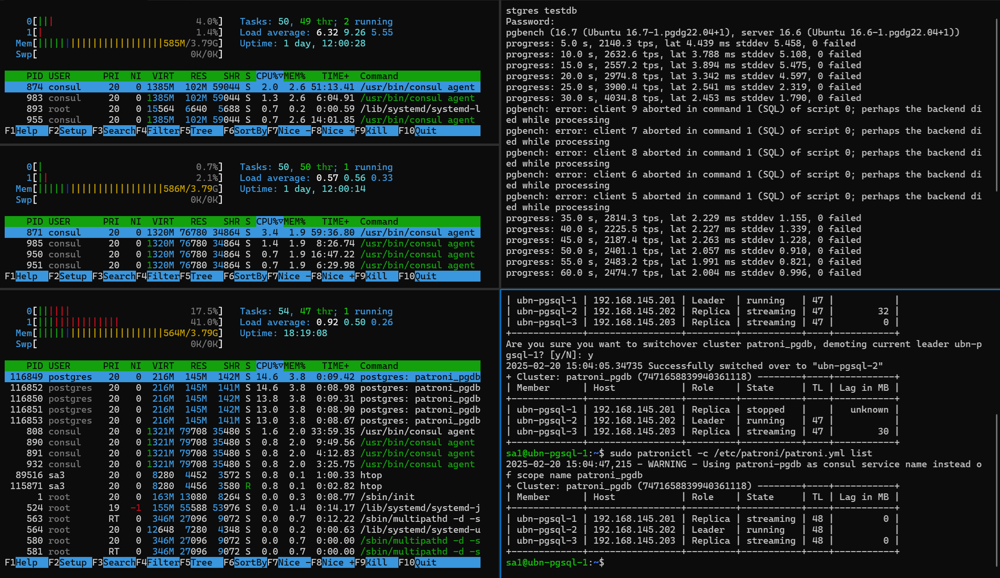 0[||| 4.0%] Tasks: 50, 49 thr; 2 running
1[| 1.4%] Load average: 6.32 9.26 5.55
Mem[|||||||||||||||||||||||585M/3.79G] Uptime: 1 day, 12:00:28
Swp[ 0K/0K]
PID USER PRI NI VIRT RES SHR S CPU%▽MEM% TIME+ Command
874 consul 20 0 1385M 102M 59044 S 2.0 2.6 51:13.41 /usr/bin/consul agent
983 consul 20 0 1385M 102M 59044 S 1.3 2.6 6:04.91 /usr/bin/consul agent
893 root 20 0 15564 6640 5688 S 0.7 0.2 0:00.59 /lib/systemd/systemd-l
955 consul 20 0 1385M 102M 59044 S 0.7 2.6 14:01.85 /usr/bin/consul agent
F1Help F2Setup F3SearchF4FilterF5Tree F6SortByF7Nice -F8Nice +F9Kill F10Quit
0[| 0.7%] Tasks: 50, 50 thr; 1 running
1[|| 2.1%] Load average: 0.57 0.56 0.33
Mem[|||||||||||||||||||||||586M/3.79G] Uptime: 1 day, 12:00:14
Swp[ 0K/0K]
PID USER PRI NI VIRT RES SHR S CPU%▽MEM% TIME+ Command
871 consul 20 0 1320M 76780 34864 S 3.4 1.9 59:36.80 /usr/bin/consul agent
985 consul 20 0 1320M 76780 34864 S 1.4 1.9 8:26.74 /usr/bin/consul agent
950 consul 20 0 1320M 76780 34864 S 0.7 1.9 16:47.22 /usr/bin/consul agent
951 consul 20 0 1320M 76780 34864 S 0.7 1.9 6:29.98 /usr/bin/consul agent
F1Help F2Setup F3SearchF4FilterF5Tree F6SortByF7Nice -F8Nice +F9Kill F10Quit
0[|||||| 17.5%] Tasks: 54, 47 thr; 1 running
1[||||||||||||||| 41.0%] Load average: 0.92 0.50 0.26
Mem[|||||||||||||||||||||||564M/3.79G] Uptime: 18:19:08
Swp[ 0K/0K]
PID USER PRI NI VIRT RES SHR S CPU%▽MEM% TIME+ Command
116849 postgres 20 0 216M 145M 142M S 14.6 3.8 0:09.42 postgres: patroni_pgdb
116852 postgres 20 0 216M 145M 141M S 14.6 3.8 0:08.98 postgres: patroni_pgdb
116850 postgres 20 0 216M 145M 142M S 13.8 3.8 0:09.31 postgres: patroni_pgdb
116851 postgres 20 0 216M 145M 142M S 13.0 3.8 0:08.90 postgres: patroni_pgdb
116853 postgres 20 0 216M 145M 141M S 13.0 3.8 0:08.67 postgres: patroni_pgdb
808 consul 20 0 1321M 79708 35480 S 1.6 2.0 33:59.35 /usr/bin/consul agent
890 consul 20 0 1321M 79708 35480 S 0.8 2.0 9:49.56 /usr/bin/consul agent
891 consul 20 0 1321M 79708 35480 S 0.8 2.0 4:12.83 /usr/bin/consul agent
932 consul 20 0 1321M 79708 35480 S 0.8 2.0 3:25.75 /usr/bin/consul agent
89516 sa3 20 0 8280 4452 3572 S 0.8 0.1 1:00.33 htop
115871 sa3 20 0 8280 4456 3580 R 0.8 0.1 0:02.82 htop
1 root 20 0 163M 13080 8264 S 0.0 0.3 0:08.77 /sbin/init
524 root 19 -1 155M 55588 53976 S 0.0 1.4 0:14.17 /lib/systemd/systemd-j
563 root RT 0 346M 27096 9072 S 0.0 0.7 0:12.22 /sbin/multipathd -d -s
564 root 20 0 12648 7280 4348 S 0.0 0.2 0:00.63 /lib/systemd/systemd-u
580 root 20 0 346M 27096 9072 S 0.0 0.7 0:00.00 /sbin/multipathd -d -s
581 root RT 0 346M 27096 9072 S 0.0 0.7 0:00.00 /sbin/multipathd -d -s
F1Help F2Setup F3SearchF4FilterF5Tree F6SortByF7Nice -F8Nice +F9Kill F10Quit
stgres testdb
Password:
pgbench (16.7 (Ubuntu 16.7-1.pgdg22.04+1), server 16.6 (Ubuntu 16.6-1.pgdg22.04+1))
progress: 5.0 s, 2140.3 tps, lat 4.439 ms stddev 5.458, 0 failed
progress: 10.0 s, 2632.6 tps, lat 3.788 ms stddev 5.108, 0 failed
progress: 15.0 s, 2557.2 tps, lat 3.894 ms stddev 5.475, 0 failed
progress: 20.0 s, 2974.8 tps, lat 3.342 ms stddev 4.597, 0 failed
progress: 25.0 s, 3900.4 tps, lat 2.541 ms stddev 2.319, 0 failed
progress: 30.0 s, 4034.8 tps, lat 2.453 ms stddev 1.790, 0 failed
pgbench: error: client 9 aborted in command 1 (SQL) of script 0; perhaps the backend di
ed while processing
pgbench: error: client 7 aborted in command 1 (SQL) of script 0; perhaps the backend di
ed while processing
pgbench: error: client 8 aborted in command 1 (SQL) of script 0; perhaps the backend di
ed while processing
pgbench: error: client 6 aborted in command 1 (SQL) of script 0; perhaps the backend di
ed while processing
pgbench: error: client 5 aborted in command 1 (SQL) of script 0; perhaps the backend di
ed while processing
progress: 35.0 s, 2814.3 tps, lat 2.229 ms stddev 1.155, 0 failed
progress: 40.0 s, 2225.5 tps, lat 2.227 ms stddev 1.339, 0 failed
progress: 45.0 s, 2187.4 tps, lat 2.263 ms stddev 1.228, 0 failed
progress: 50.0 s, 2401.1 tps, lat 2.057 ms stddev 0.910, 0 failed
progress: 55.0 s, 2483.2 tps, lat 1.991 ms stddev 0.821, 0 failed
progress: 60.0 s, 2474.7 tps, lat 2.004 ms stddev 0.996, 0 failed
| ubn-pgsql-1 | 192.168.145.201 | Leader | running | 47 | |
| ubn-pgsql-2 | 192.168.145.202 | Replica | streaming | 47 | 32 |
| ubn-pgsql-3 | 192.168.145.203 | Replica | streaming | 47 | 0 |
+-------------+-----------------+---------+-----------+----+-----------+
Are you sure you want to switchover cluster patroni_pgdb, demoting current leader ubn-p
gsql-1? [y/N]: y
2025-02-20 15:04:05.34735 Successfully switched over to "ubn-pgsql-2"
+ Cluster: patroni_pgdb (7471658839940361118) --------+----+-----------+
| Member | Host | Role | State | TL | Lag in MB |
+-------------+-----------------+---------+-----------+----+-----------+
| ubn-pgsql-1 | 192.168.145.201 | Replica | stopped | | unknown |
| ubn-pgsql-2 | 192.168.145.202 | Leader | running | 47 | |
| ubn-pgsql-3 | 192.168.145.203 | Replica | streaming | 47 | 30 |
+-------------+-----------------+---------+-----------+----+-----------+
sa1@ubn-pgsql-1:~$ sudo patronictl -c /etc/patroni/patroni.yml list
2025-02-20 15:04:47,215 - WARNING - Using patroni-pgdb as consul service name instead o
f scope name patroni_pgdb
+ Cluster: patroni_pgdb (7471658839940361118) --------+----+-----------+
| Member | Host | Role | State | TL | Lag in MB |
+-------------+-----------------+---------+-----------+----+-----------+
| ubn-pgsql-1 | 192.168.145.201 | Replica | streaming | 48 | 0 |
| ubn-pgsql-2 | 192.168.145.202 | Leader | running | 48 | |
| ubn-pgsql-3 | 192.168.145.203 | Replica | streaming | 48 | 0 |
+-------------+-----------------+---------+-----------+----+-----------+
sa1@ubn-pgsql-1:~$